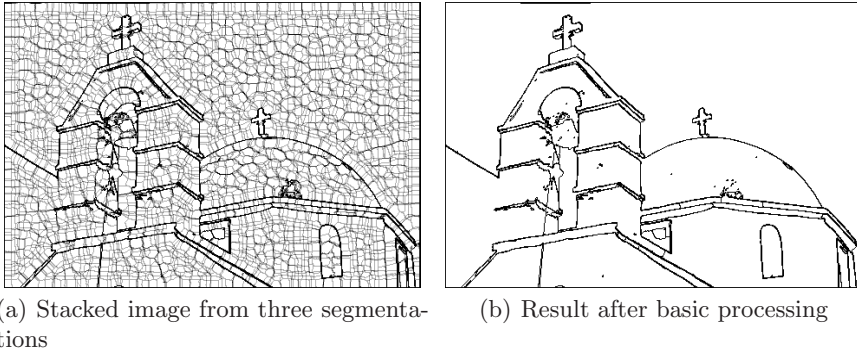 (a) Stacked image from three segmenta-
tions
(b) Result after basic processing